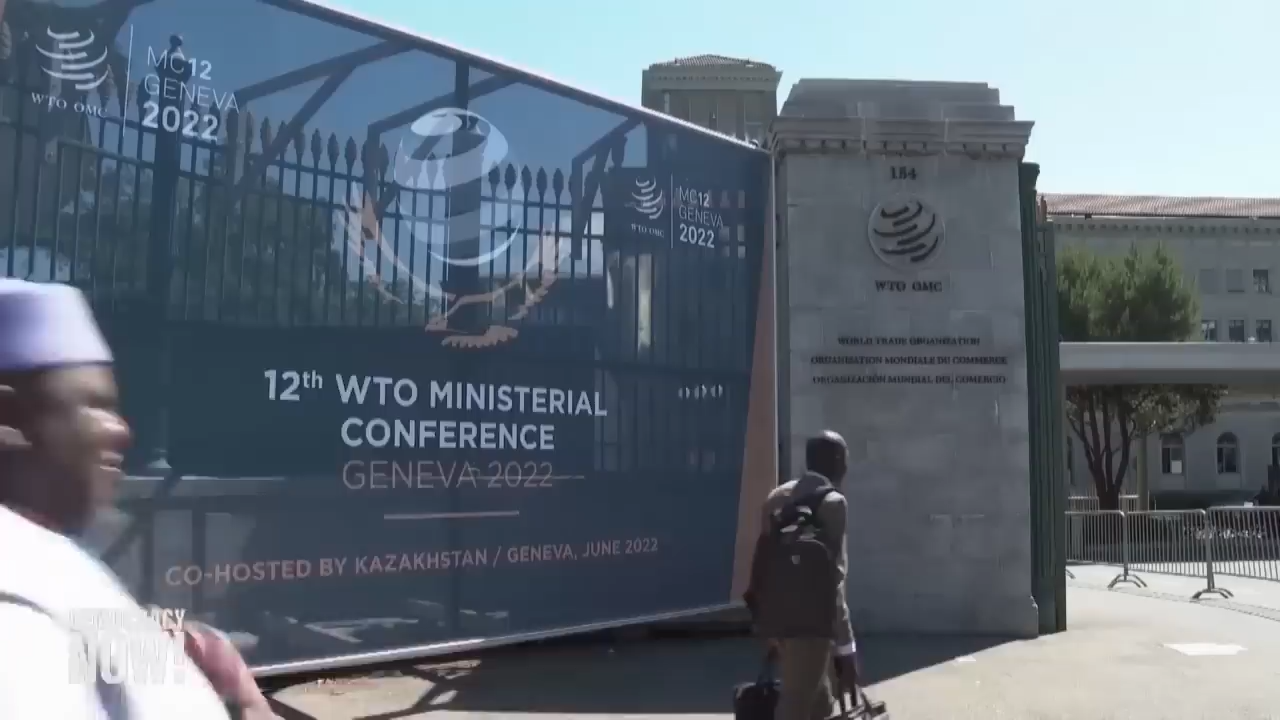 WTO OMC
MC12
GENEVA
2022
WTO OMC
MC12
GENEVA
2022
12th WTO MINISTERIAL
CONFERENCE
GENEVA 2022
CO-HOSTED BY KAZAKHSTAN / GENEVA, JUNE 2022
154
WTO OMC
WORLD TRADE ORGANIZATION
ORGANISATION MONDIALE DU COMMERCE
ORGANIZACIÓN MUNDIAL DEL COMERCIO
DEMOCRACY
NOW!